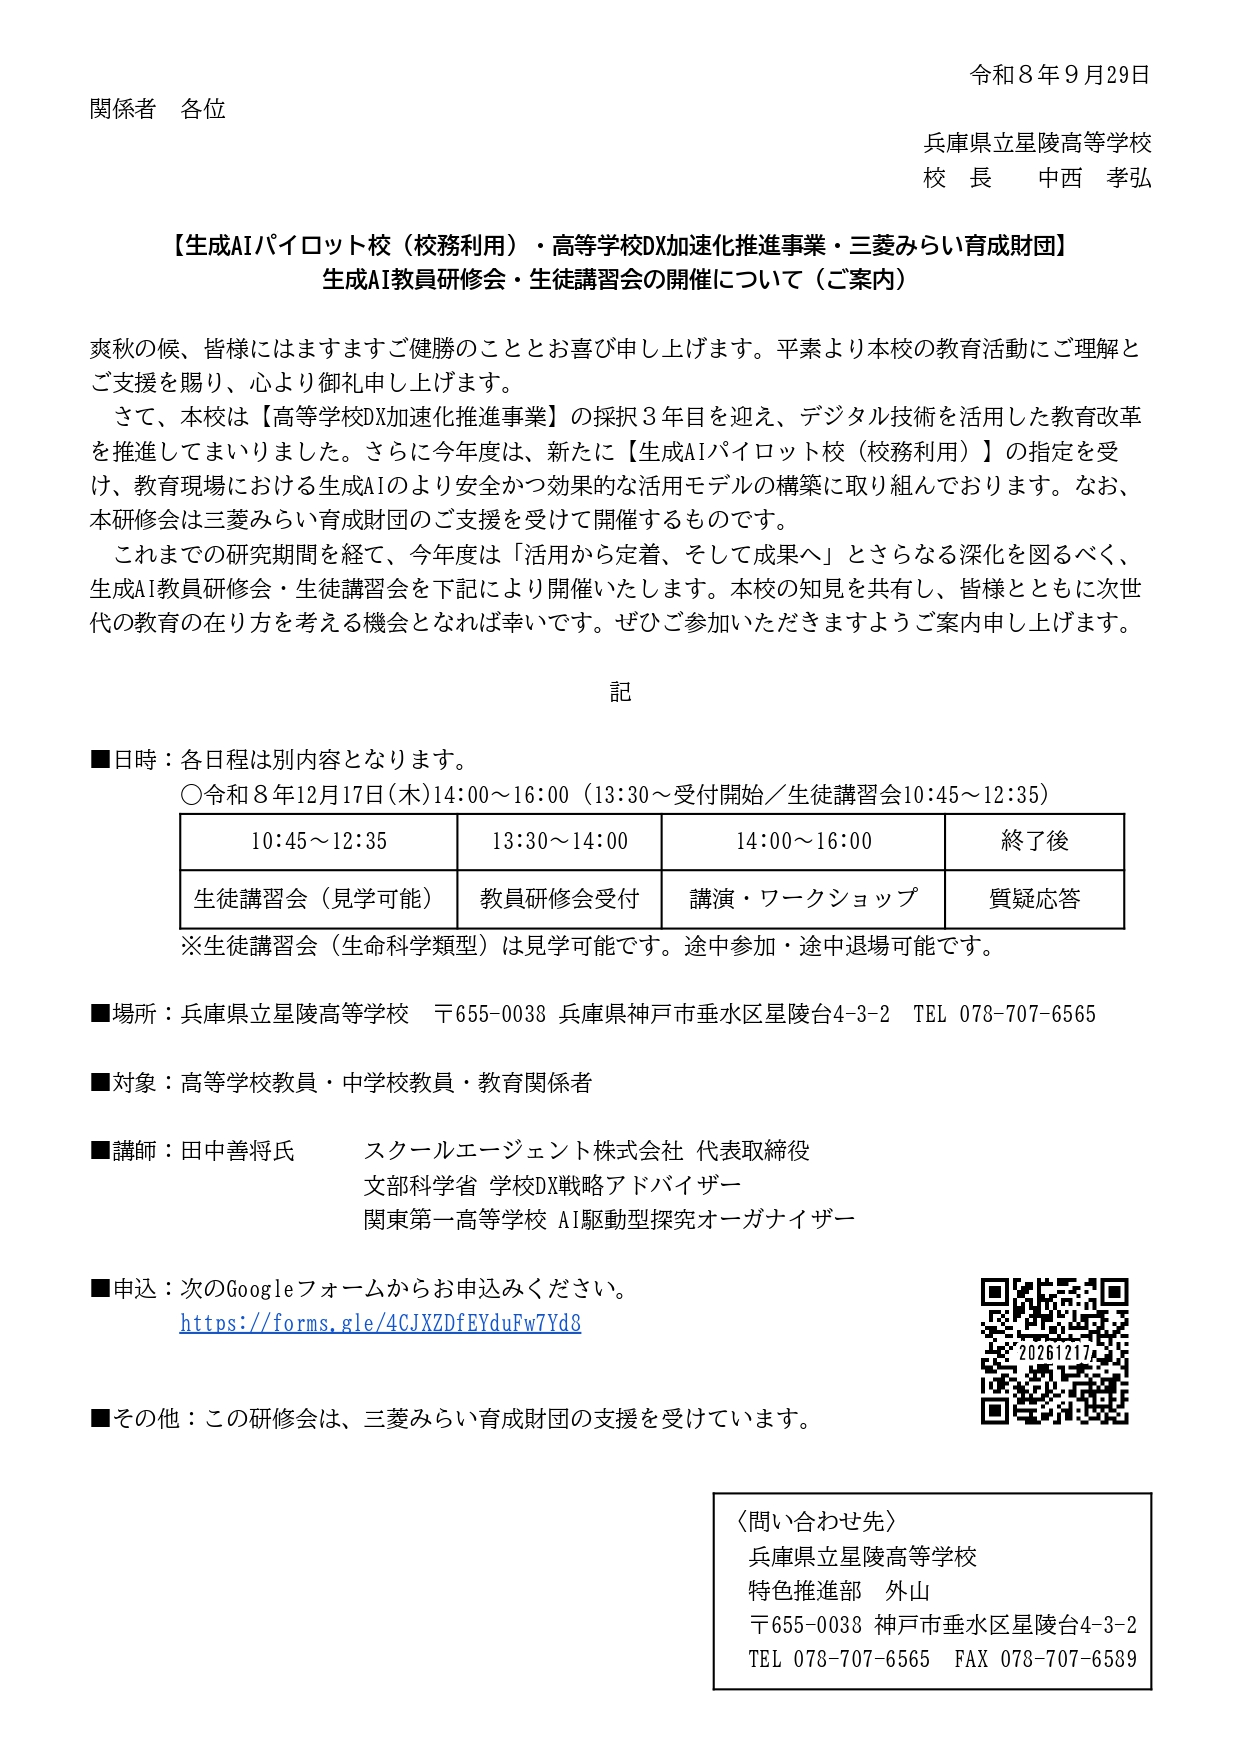 令和８年９月29日
関係者　各位
兵庫県立星陵高等学校
校　長　　中西　孝弘
【生成AIパイロット校（校務利用）・高等学校DX加速化推進事業・三菱みらい育成財団】
生成AI教員研修会・生徒講習会の開催について（ご案内）
爽秋の候、皆様にはますますご健勝のこととお喜び申し上げます。平素より本校の教育活動にご理解と
ご支援を賜り、心より御礼申し上げます。
　さて、本校は【高等学校DX加速化推進事業】の採択３年目を迎え、デジタル技術を活用した教育改革
を推進してまいりました。さらに今年度は、新たに【生成AIパイロット校（校務利用）】の指定を受
け、教育現場における生成AIのより安全かつ効果的な活用モデルの構築に取り組んでおります。なお、
本研修会は三菱みらい育成財団のご支援を受けて開催するものです。
　これまでの研究期間を経て、今年度は「活用から定着、そして成果へ」とさらなる深化を図るべく、
生成AI教員研修会・生徒講習会を下記により開催いたします。本校の知見を共有し、皆様とともに次世
代の教育の在り方を考える機会となれば幸いです。ぜひご参加いただきますようご案内申し上げます。
記
■日時：各日程は別内容となります。
○令和８年12月17日(木)14:00～16:00（13:30～受付開始／生徒講習会10:45～12:35）
10:45～12:35　13:30～14:00　14:00～16:00　終了後
生徒講習会（見学可能）　教員研修会受付　講演・ワークショップ　質疑応答
※生徒講習会（生命科学類型）は見学可能です。途中参加・途中退場可能です。
■場所：兵庫県立星陵高等学校　〒655-0038 兵庫県神戸市垂水区星陵台4-3-2　TEL 078-707-6565
■対象：高等学校教員・中学校教員・教育関係者
■講師：田中善将氏　　　スクールエージェント株式会社 代表取締役
文部科学省 学校DX戦略アドバイザー
関東第一高等学校 AI駆動型探究オーガナイザー
■申込：次のGoogleフォームからお申込みください。
https://forms.gle/4CJXZDfEYduFw7Yd8
20261217
■その他：この研修会は、三菱みらい育成財団の支援を受けています。
〈問い合わせ先〉
兵庫県立星陵高等学校
特色推進部　外山
〒655-0038 神戸市垂水区星陵台4-3-2
TEL 078-707-6565　FAX 078-707-6589